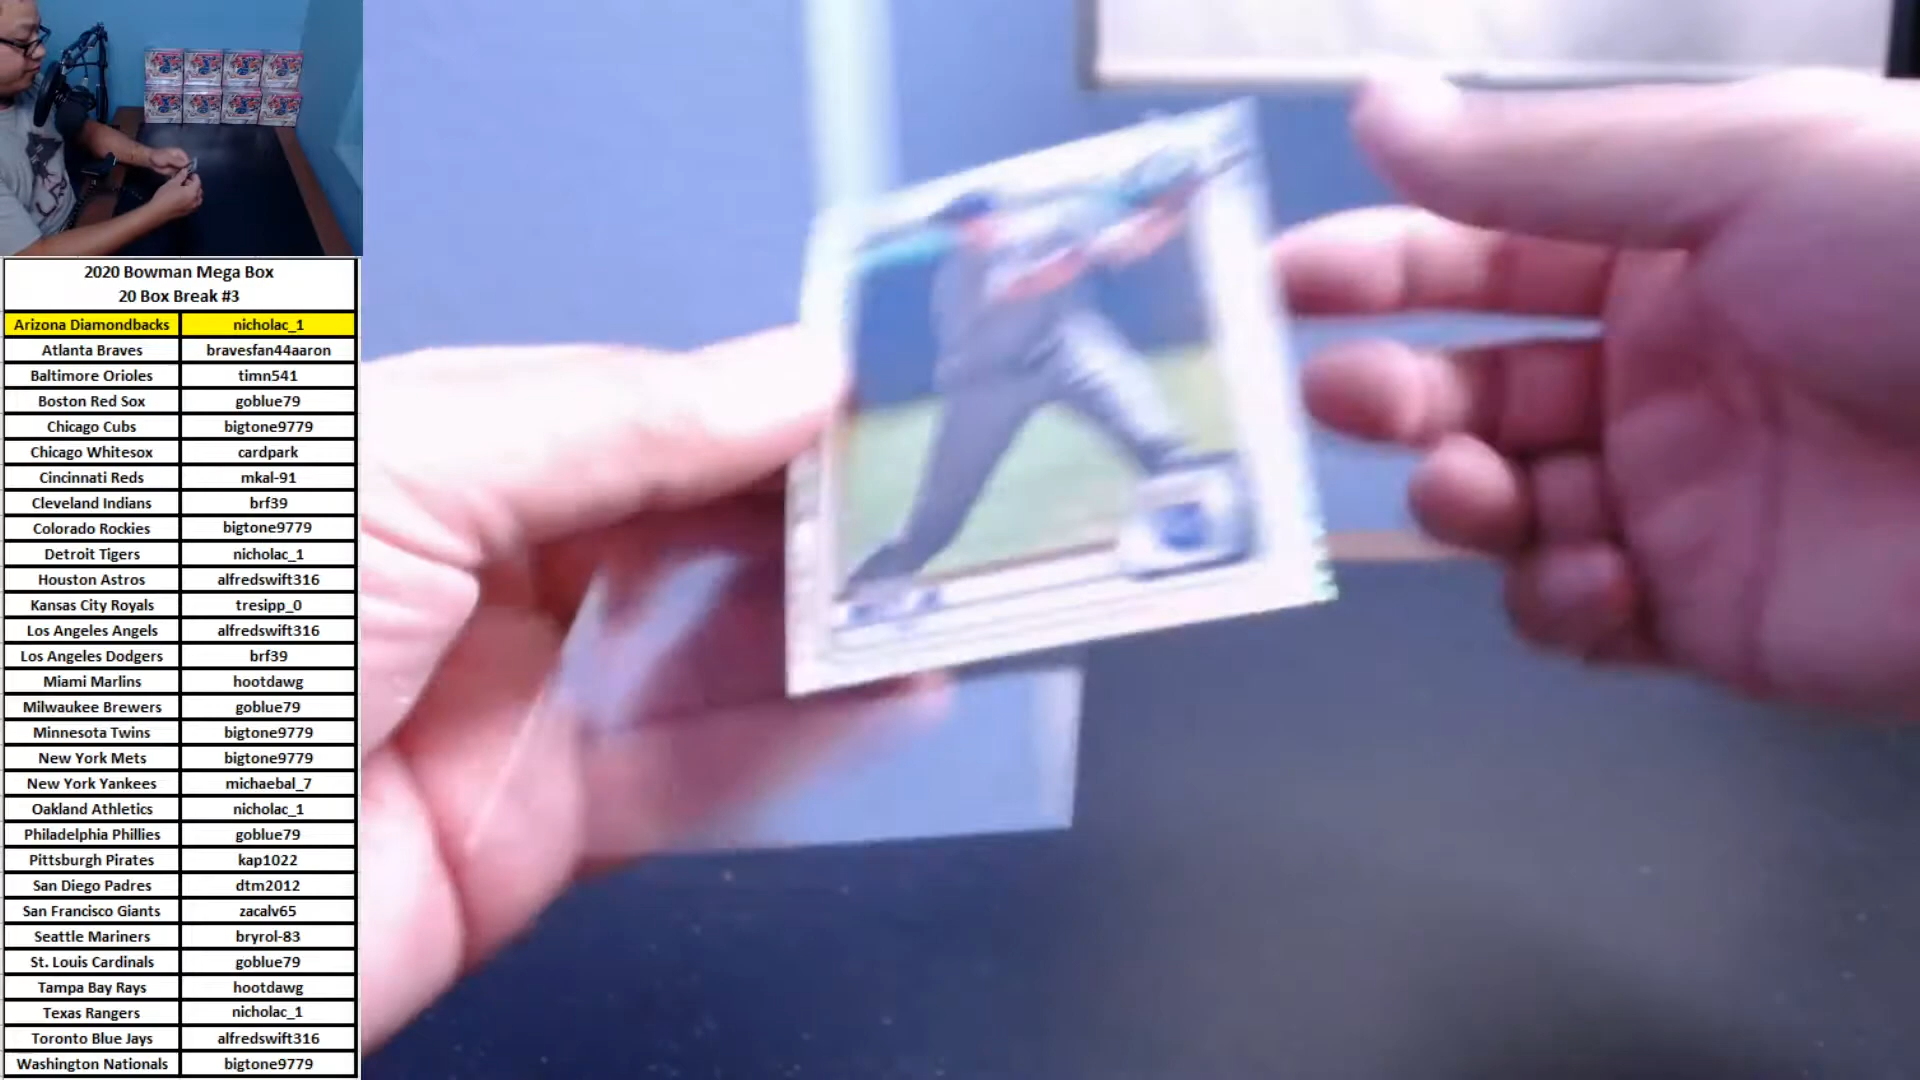 2020 Bowman Mega Box
20 Box Break #3
Arizona Diamondbacks nicholac_1
Atlanta Braves bravesfan44aaron
Baltimore Orioles timn541
Boston Red Sox goblue79
Chicago Cubs bigtone9779
Chicago Whitesox cardpark
Cincinnati Reds mkal-91
Cleveland Indians brf39
Colorado Rockies bigtone9779
Detroit Tigers nicholac_1
Houston Astros alfredswift316
Kansas City Royals tresipp_0
Los Angeles Angels alfredswift316
Los Angeles Dodgers brf39
Miami Marlins hootdawg
Milwaukee Brewers goblue79
Minnesota Twins bigtone9779
New York Mets bigtone9779
New York Yankees michaebal_7
Oakland Athletics nicholac_1
Philadelphia Phillies goblue79
Pittsburgh Pirates kap1022
San Diego Padres dtm2012
San Francisco Giants zacalv65
Seattle Mariners bryrol-83
St. Louis Cardinals goblue79
Tampa Bay Rays hootdawg
Texas Rangers nicholac_1
Toronto Blue Jays alfredswift316
Washington Nationals bigtone9779